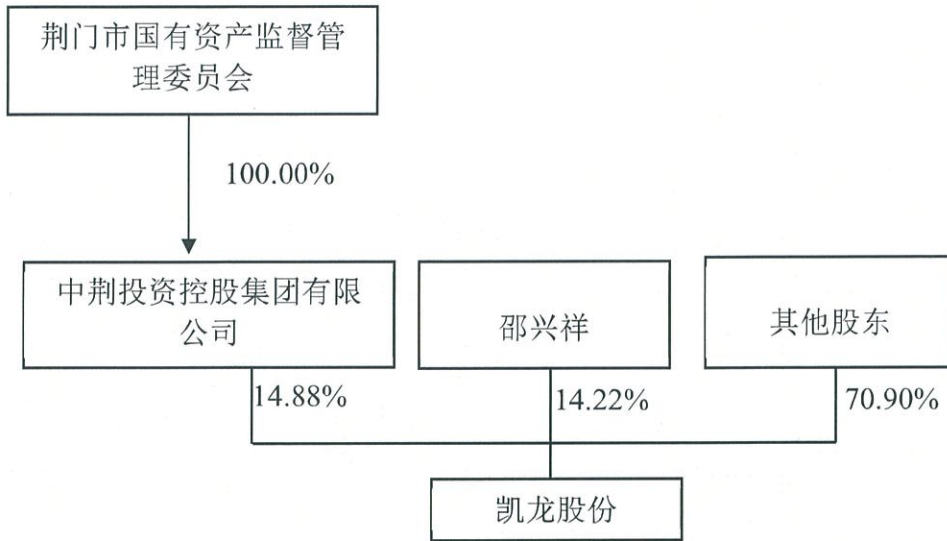 荆门市国有资产监督管
理委员会
100.00%
中荆投资控股集团有限
公司
邵兴祥
其他股东
14.88%
14.22%
70.90%
凯龙股份